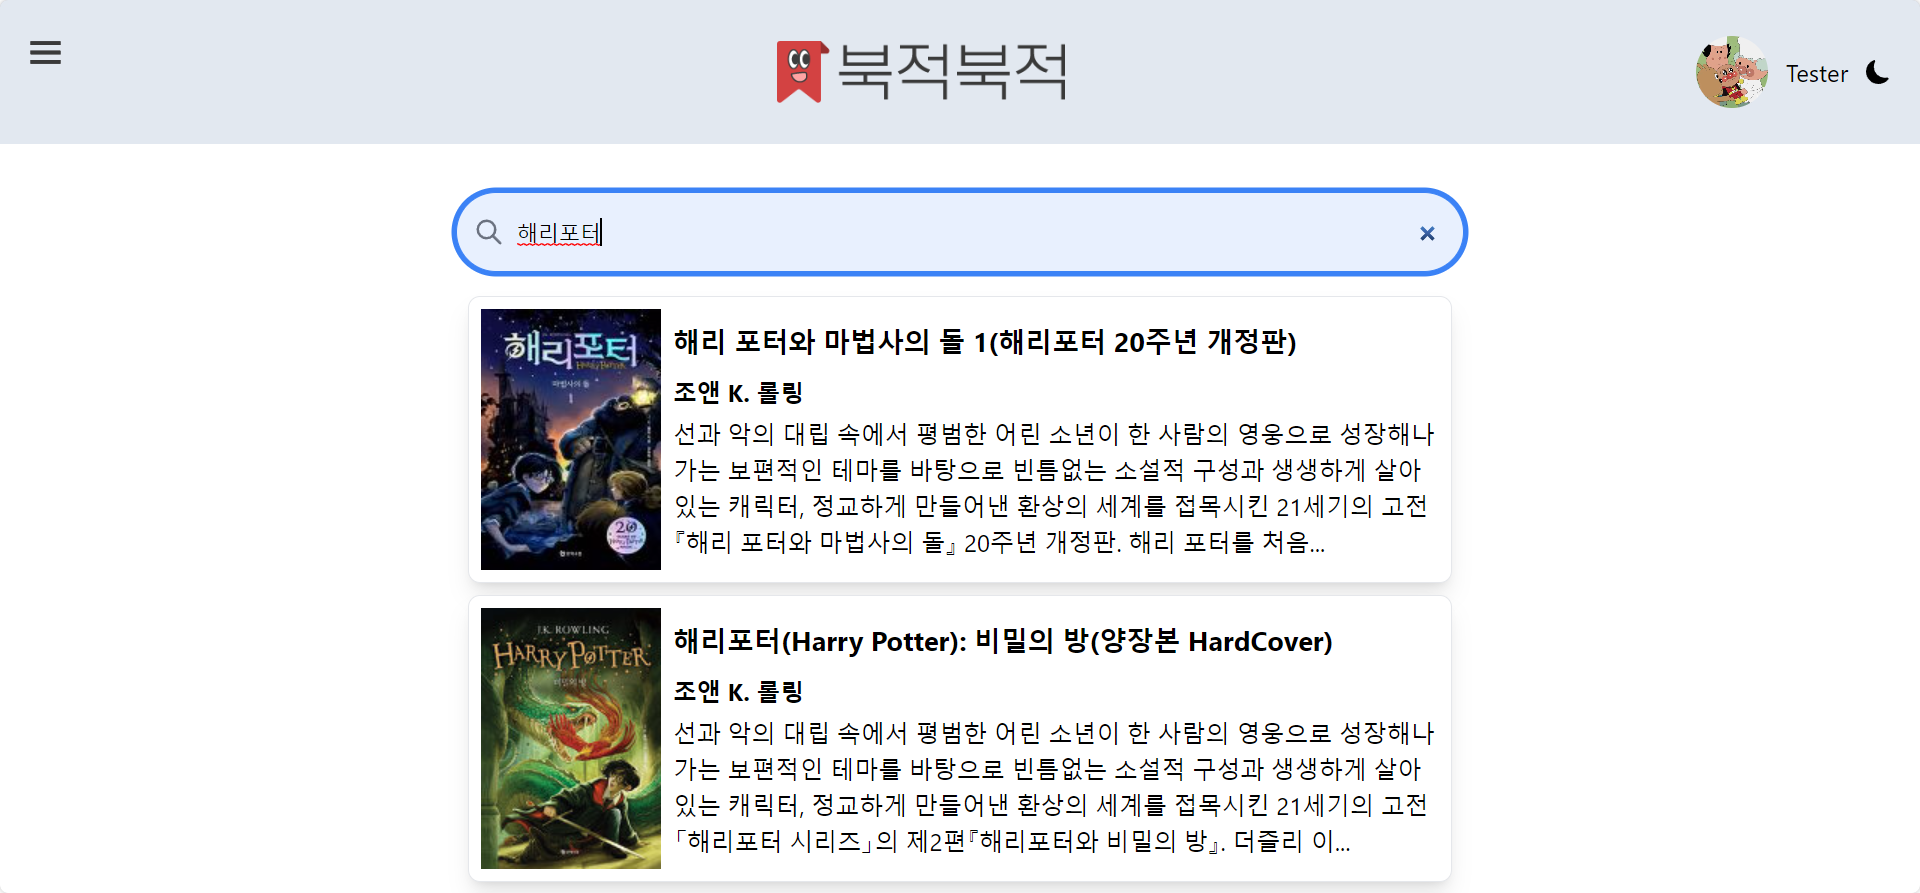 북적북적
Tester
해리포터
해리포터
HARRY POTTER
마법사의 돌
1
20
해리 포터와 마법사의 돌 1(해리포터 20주년 개정판)
조앤 K. 롤링
선과 악의 대립 속에서 평범한 어린 소년이 한 사람의 영웅으로 성장해나
가는 보편적인 테마를 바탕으로 빈틈없는 소설적 구성과 생생하게 살아
있는 캐릭터, 정교하게 만들어낸 환상의 세계를 접목시킨 21세기의 고전
『해리 포터와 마법사의 돌』 20주년 개정판. 해리 포터를 처음...
J.K. ROWLING
HARRY POTTER
비밀의 방
해리포터(Harry Potter): 비밀의 방(양장본 HardCover)
조앤 K. 롤링
선과 악의 대립 속에서 평범한 어린 소년이 한 사람의 영웅으로 성장해나
가는 보편적인 테마를 바탕으로 빈틈없는 소설적 구성과 생생하게 살아
있는 캐릭터, 정교하게 만들어낸 환상의 세계를 접목시킨 21세기의 고전
「해리포터 시리즈」의 제2편『해리포터와 비밀의 방』. 더즐리 이...